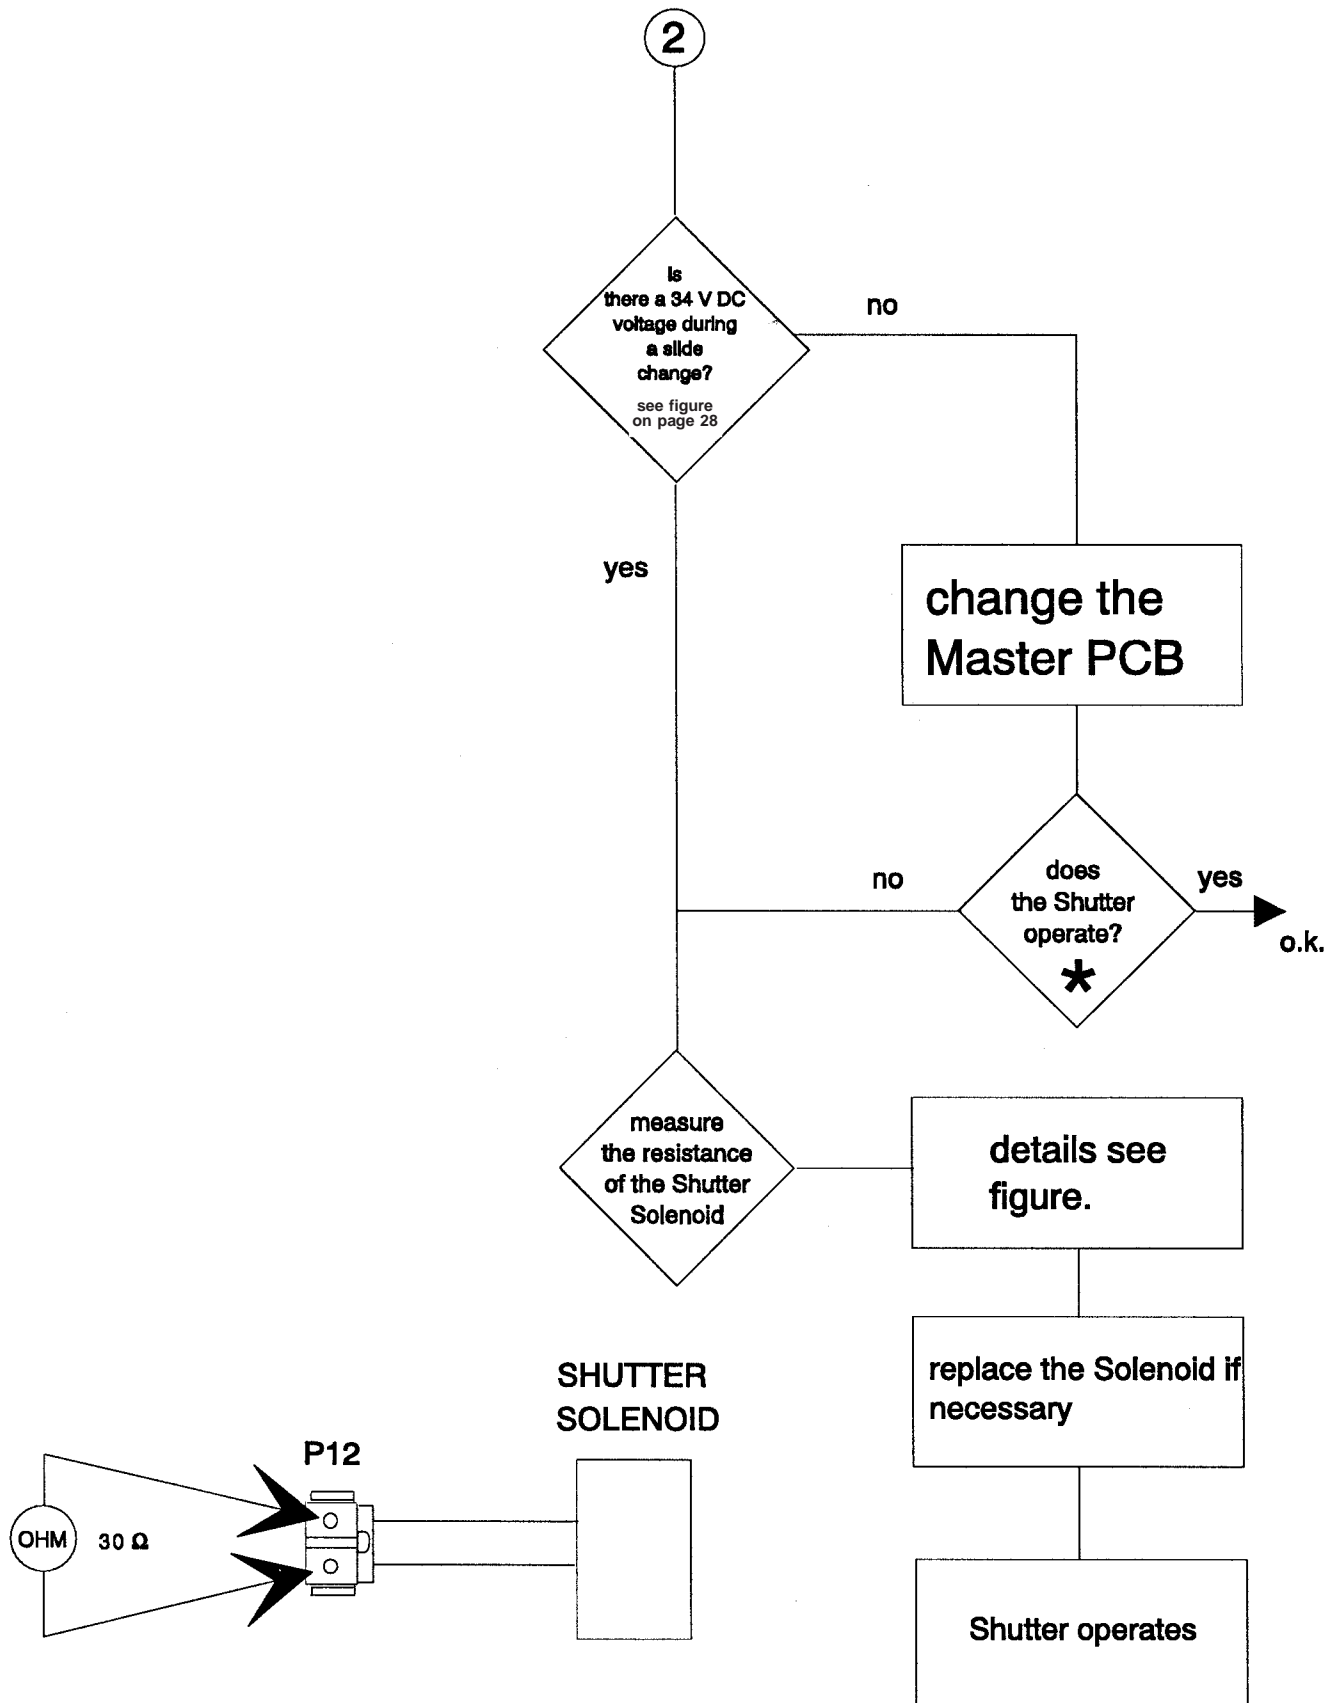 2
Is
there a 34 V DC
voltage during
a slide
change?
see figure
on page 28
no
yes
change the
Master PCB
no
does
the Shutter
operate?
*
yes
o.k.
measure
the resistance
of the Shutter
Solenoid
details see
figure.
replace the Solenoid if
necessary
Shutter operates
SHUTTER
SOLENOID
P12
OHM
30 Ω